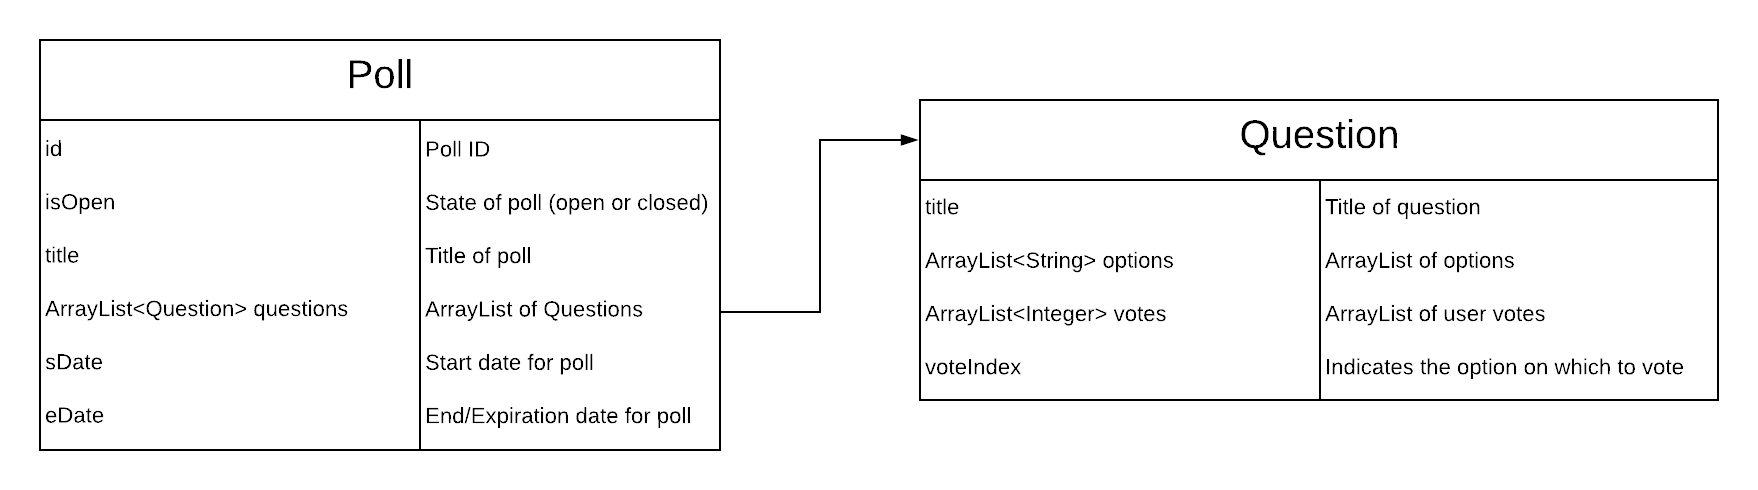 Poll
id
Poll ID
isOpen
State of poll (open or closed)
title
Title of poll
ArrayList<Question> questions
ArrayList of Questions
sDate
Start date for poll
eDate
End/Expiration date for poll
Question
title
Title of question
ArrayList<String> options
ArrayList of options
ArrayList<Integer> votes
ArrayList of user votes
voteIndex
Indicates the option on which to vote